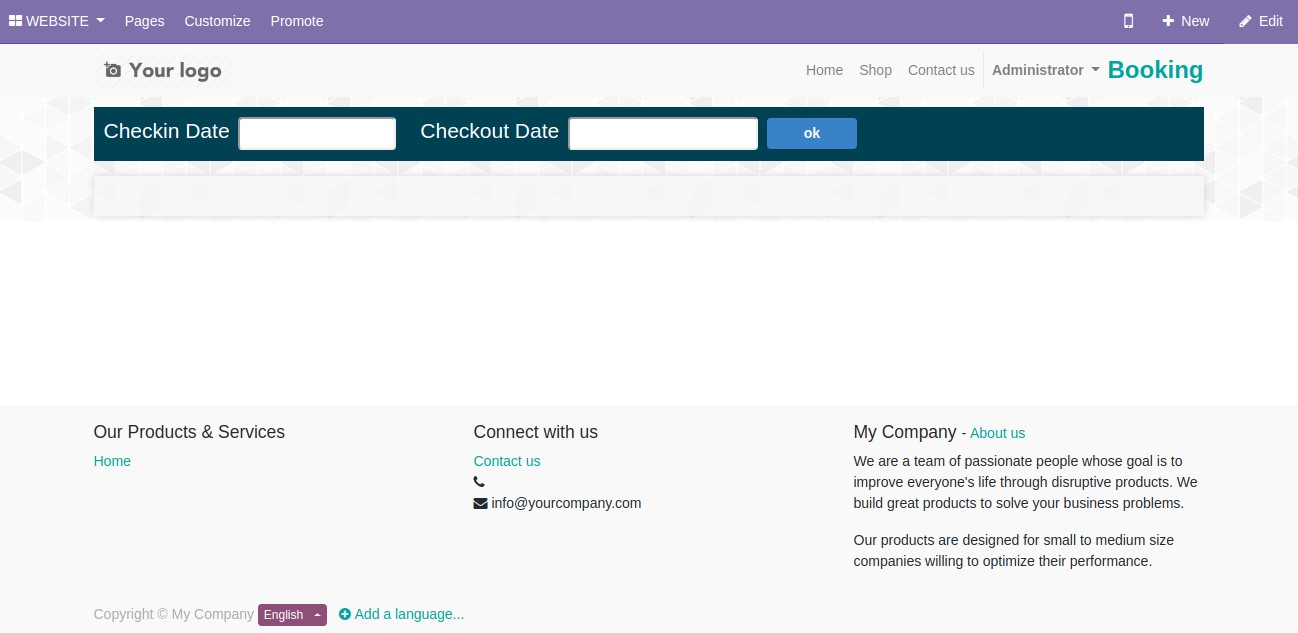 WEBSITE Pages Customize Promote New Edit
Your logo Home Shop Contact us Administrator Booking
Checkin Date Checkout Date ok
Our Products & Services
Home
Connect with us
Contact us
info@yourcompany.com
My Company - About us
We are a team of passionate people whose goal is to
improve everyone's life through disruptive products. We
build great products to solve your business problems.
Our products are designed for small to medium size
companies willing to optimize their performance.
Copyright © My Company English Add a language...